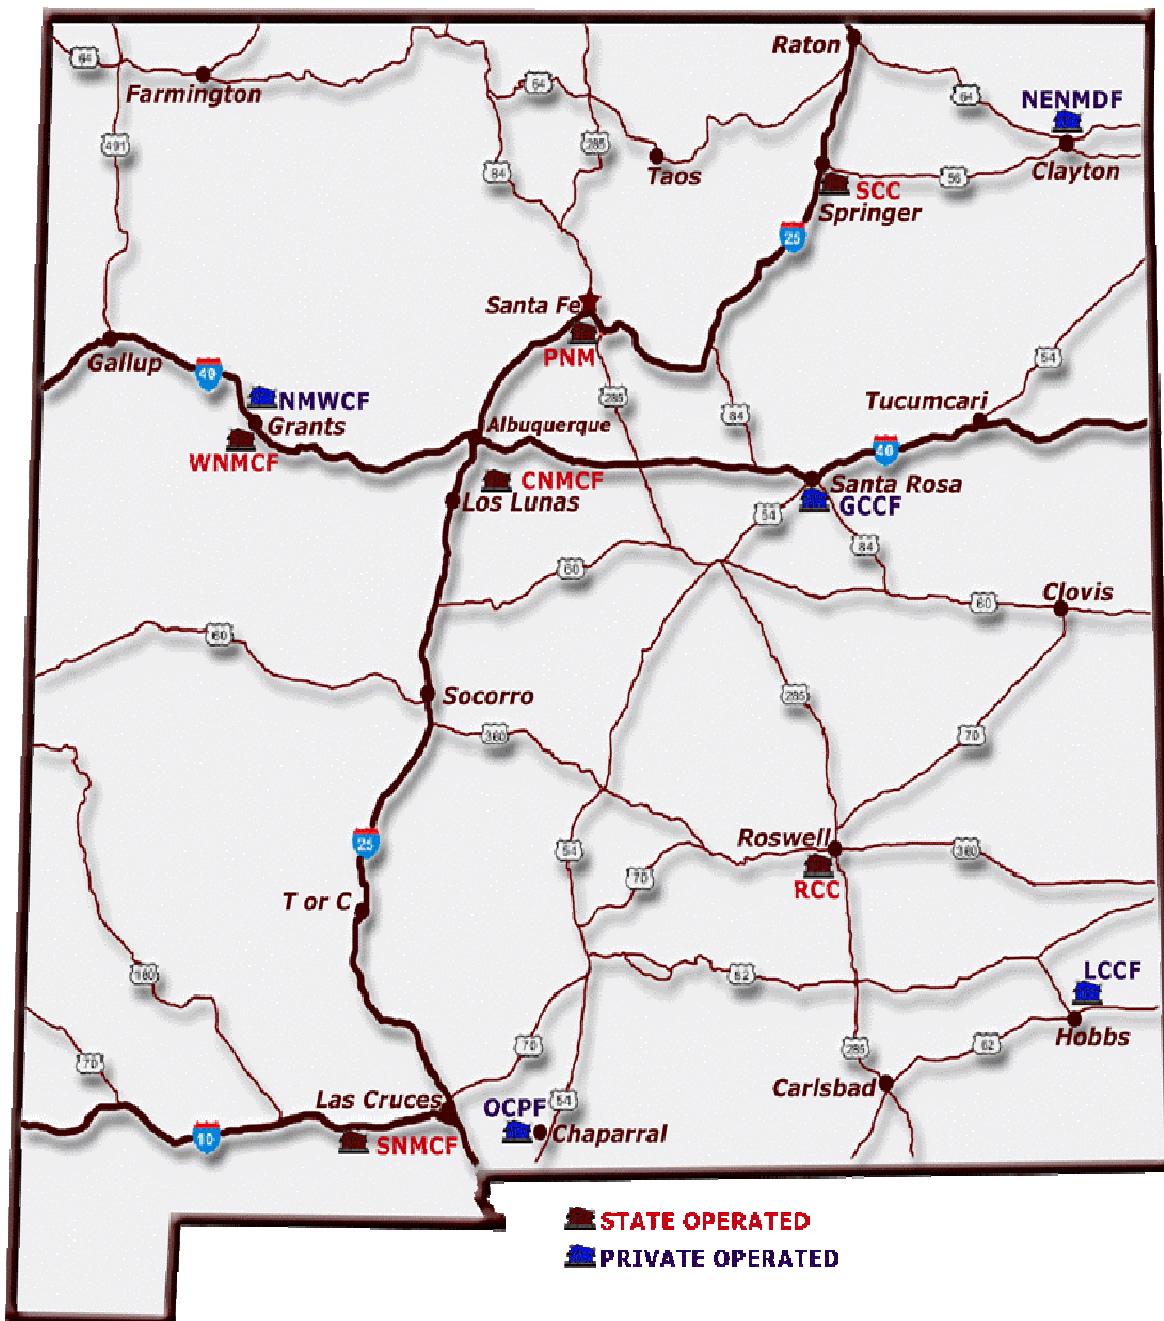 Raton
64
Farmington
64
64
NENMDF
491
285
84
Taos
Clayton
56
SCC
Springer
25
Santa Fe
PNM
Gallup
40
54
285
NMWCF
Grants
WNMCF
Albuquerque
84
Tucumcari
40
CNMCF
Los Lunas
Santa Rosa
GCCF
54
84
60
Clovis
60
60
Socorro
285
380
70
25
Roswell
54
380
70
RCC
T or C
180
82
LCCF
Hobbs
70
70
285
62
Carlsbad
Las Cruces
OCPF
54
Chaparral
10
SNMCF
STATE OPERATED
PRIVATE OPERATED